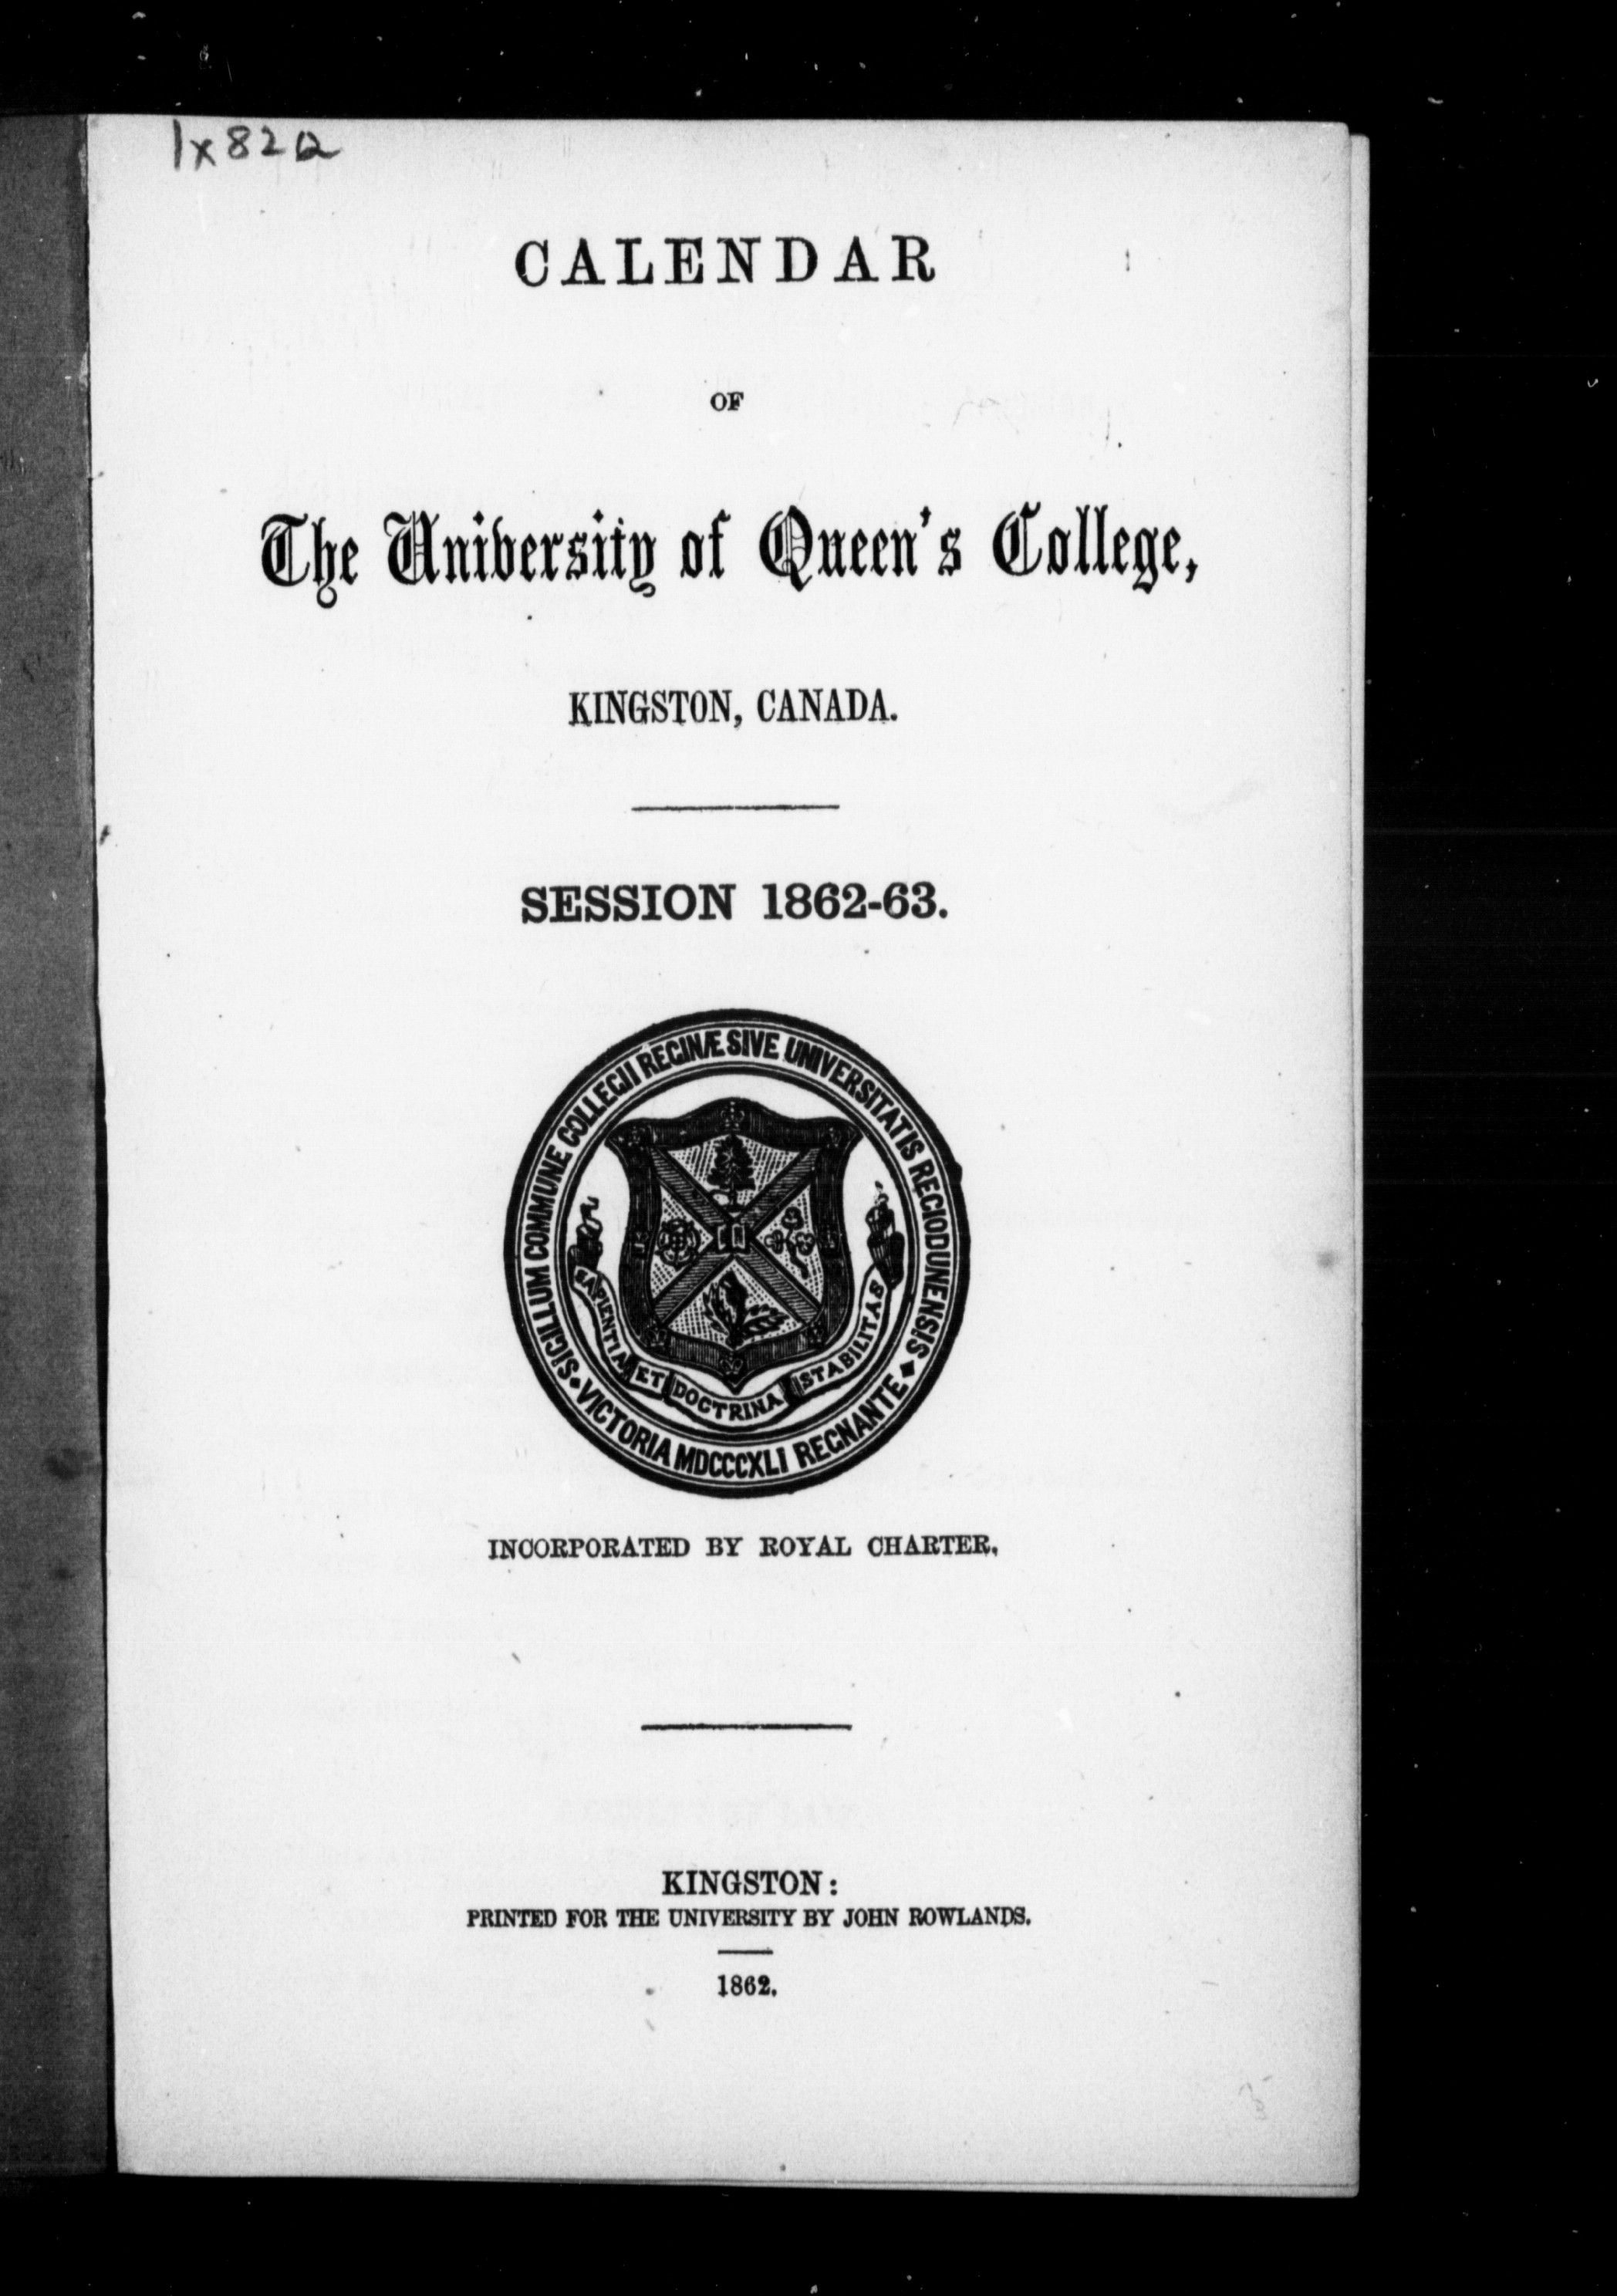 1x82a
CALENDAR
OF
The University of Queen's College,
KINGSTON, CANADA.
SESSION 1862-63.
SIGILLUM COMMUNE COLLEGII REGINÆ SIVE UNIVERSITATIS REGIODUNENSIS
VICTORIA MDCCCXLI REGNANTE
SAPIENTIA ET DOCTRINA STABILITAS
INCORPORATED BY ROYAL CHARTER.
KINGSTON:
PRINTED FOR THE UNIVERSITY BY JOHN ROWLANDS.
1862.